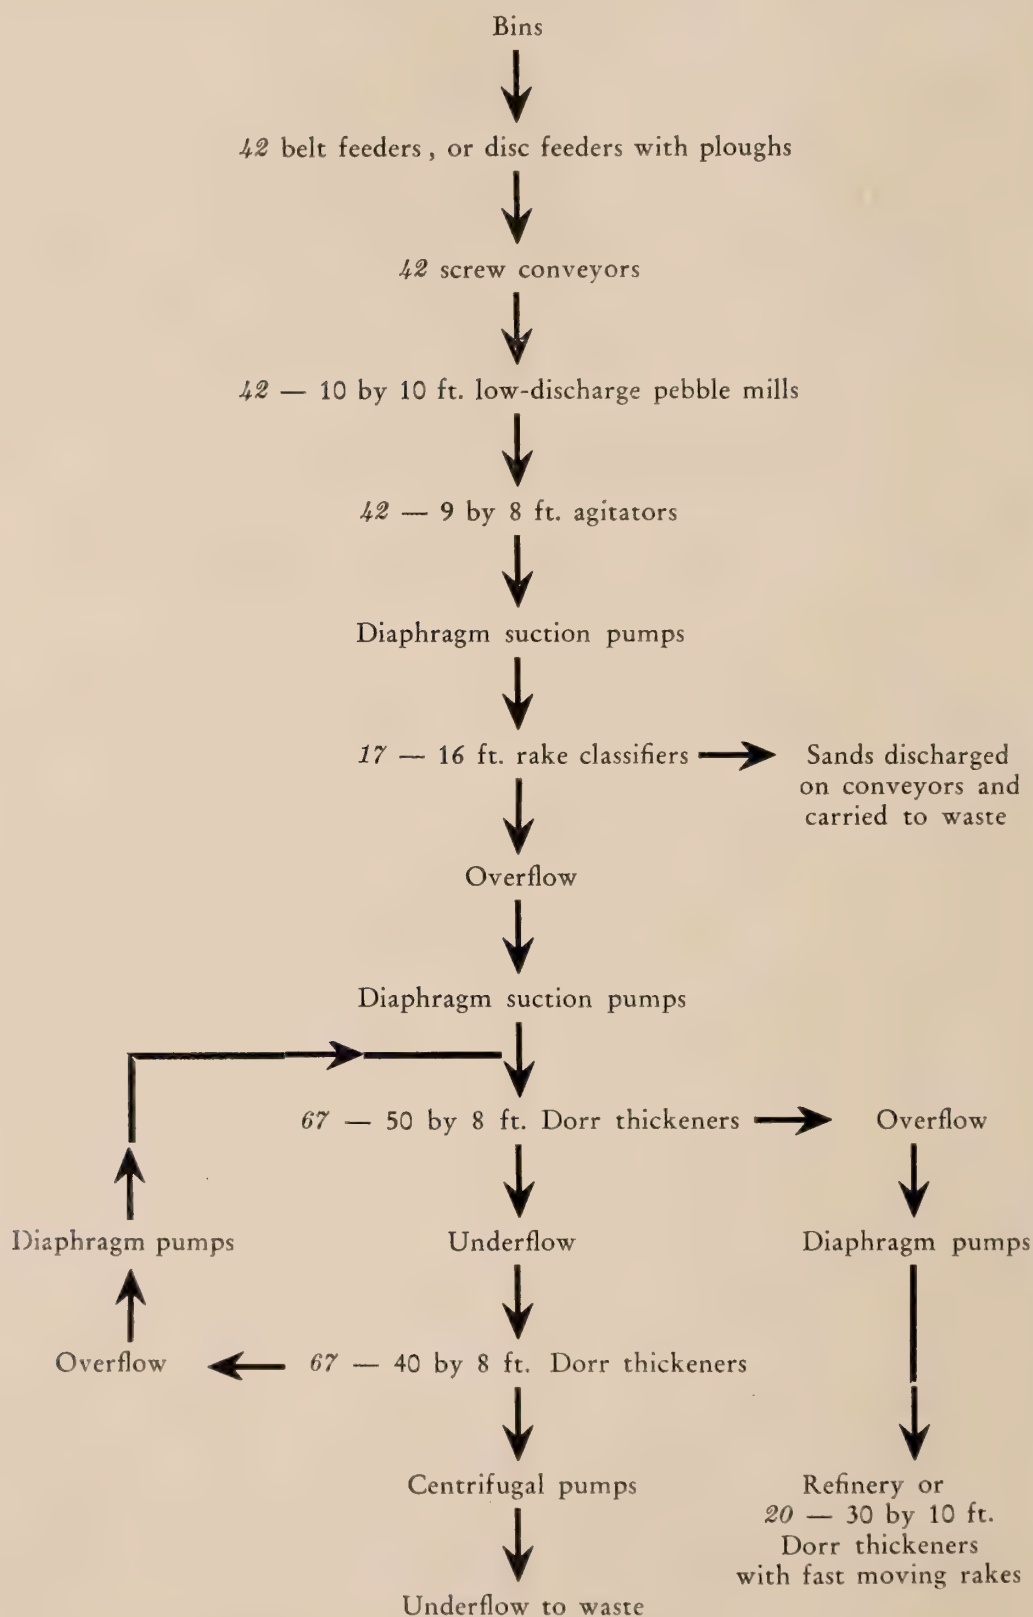 Bins
42 belt feeders, or disc feeders with ploughs
42 screw conveyors
42 — 10 by 10 ft. low-discharge pebble mills
42 — 9 by 8 ft. agitators
Diaphragm suction pumps
17 — 16 ft. rake classifiers
Sands discharged
on conveyors and
carried to waste
Overflow
Diaphragm suction pumps
67 — 50 by 8 ft. Dorr thickeners
Overflow
Diaphragm pumps
Underflow
Diaphragm pumps
Overflow
67 — 40 by 8 ft. Dorr thickeners
Centrifugal pumps
Refinery or
20 — 30 by 10 ft.
Dorr thickeners
with fast moving rakes
Underflow to waste